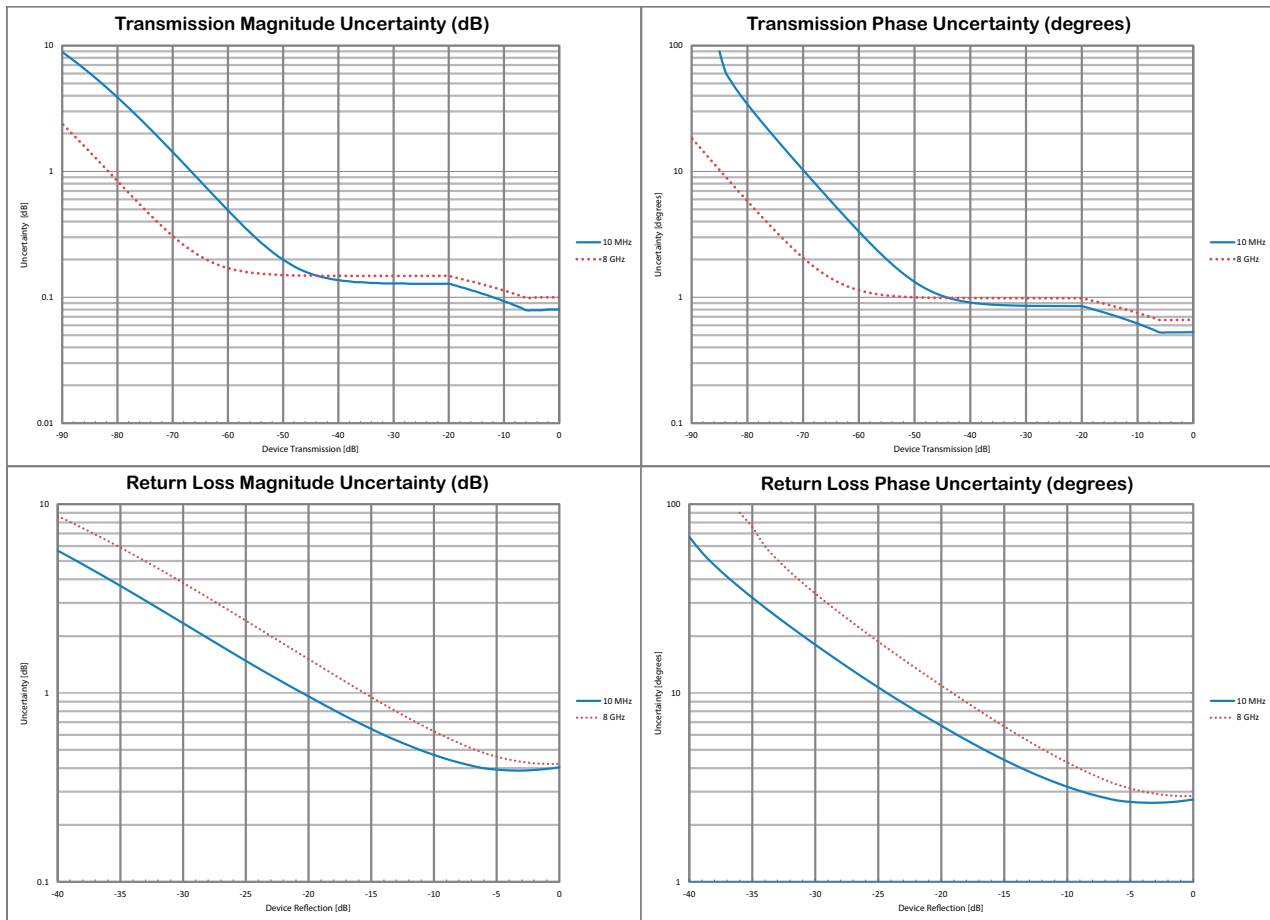 Transmission Magnitude Uncertainty (dB)
10
1
0.1
0.01
Uncertainty [dB]
-90 -80 -70 -60 -50 -40 -30 -20 -10 0
Device Transmission [dB]
10 MHz
8 GHz
Transmission Phase Uncertainty (degrees)
100
10
1
0.1
Uncertainty [degrees]
-90 -80 -70 -60 -50 -40 -30 -20 -10 0
Device Transmission [dB]
10 MHz
8 GHz
Return Loss Magnitude Uncertainty (dB)
10
1
0.1
Uncertainty [dB]
-40 -35 -30 -25 -20 -15 -10 -5 0
Device Reflection [dB]
10 MHz
8 GHz
Return Loss Phase Uncertainty (degrees)
100
10
1
Uncertainty [degrees]
-40 -35 -30 -25 -20 -15 -10 -5 0
Device Reflection [dB]
10 MHz
8 GHz